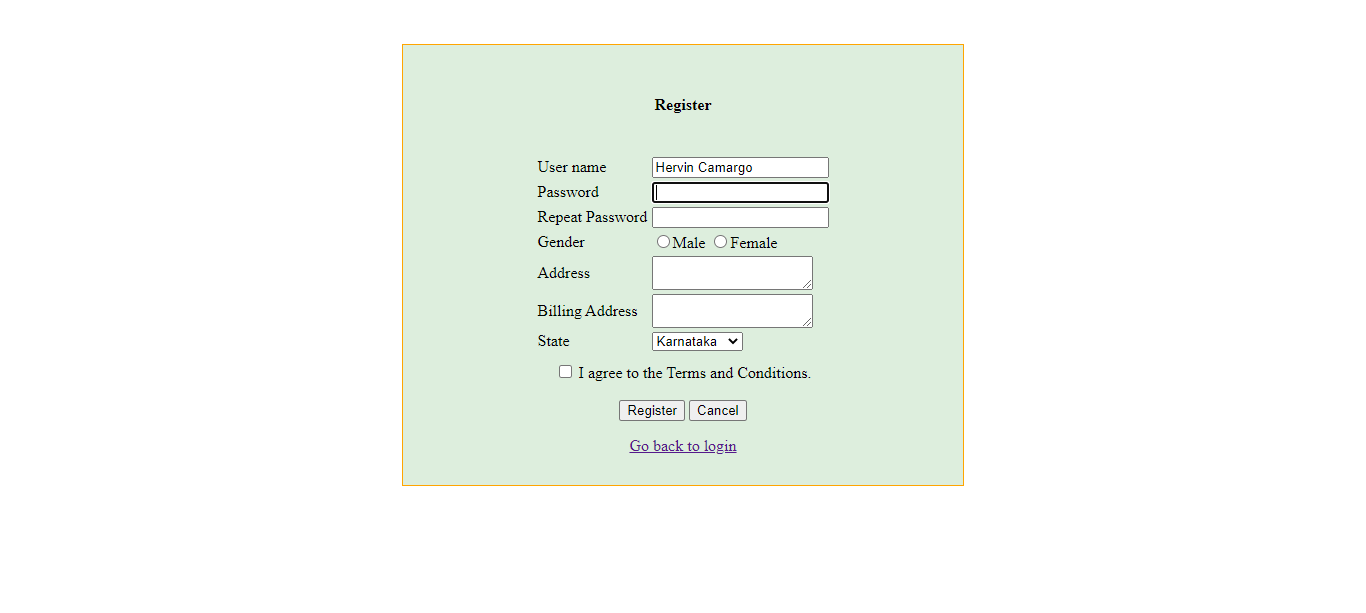 Register
User name Hervin Camargo
Password
Repeat Password
Gender Male Female
Address
Billing Address
State Karnataka
I agree to the Terms and Conditions.
Register Cancel
Go back to login